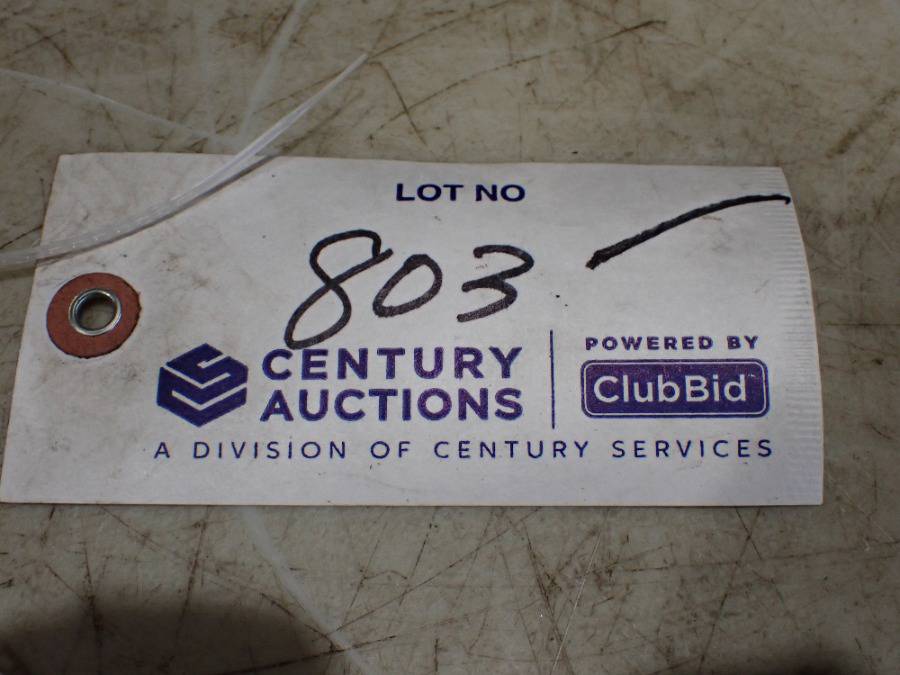 LOT NO
803 —
CENTURY
AUCTIONS
POWERED BY
ClubBid
A DIVISION OF CENTURY SERVICES